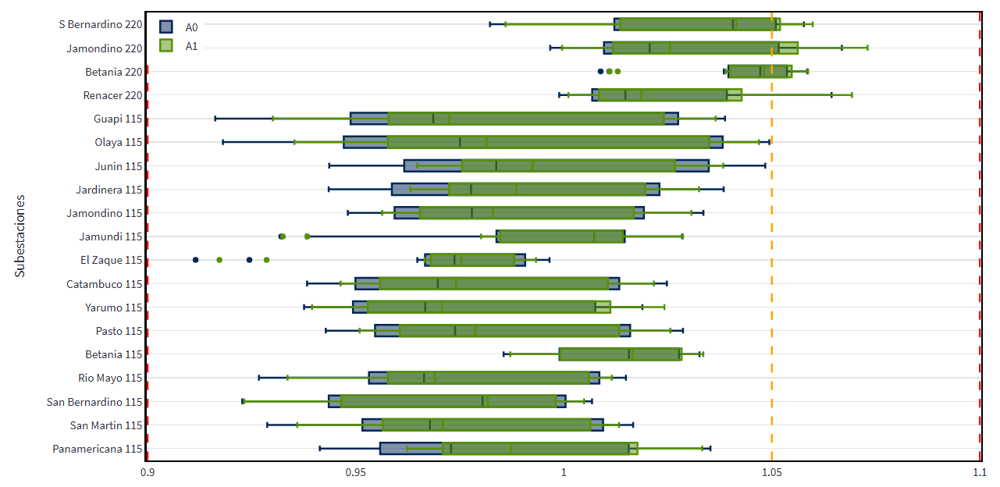 Subestaciones
S Bernardino 220
Jamondino 220
Betania 220
Renacer 220
Guapi 115
Olaya 115
Junin 115
Jardinera 115
Jamondino 115
Jamundi 115
El Zaque 115
Catambuco 115
Yarumo 115
Pasto 115
Betania 115
Rio Mayo 115
San Bernardino 115
San Martin 115
Panamericana 115
A0
A1
0.9 0.95 1 1.05 1.1